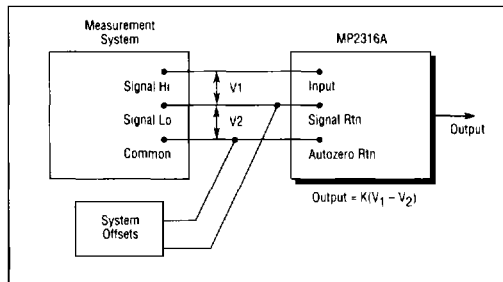 Measurement
System
MP2316A
Signal Hi
V1
Input
Signal Lo
V2
Signal Rtn
Common
Autozero Rtn
Output
System
Offsets
Output = K(V₁ – V₂)